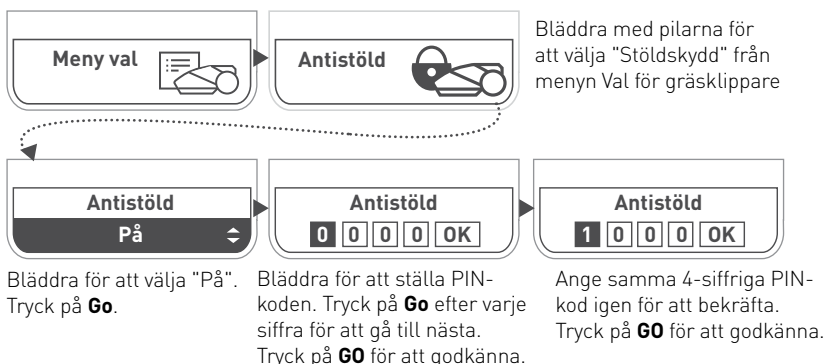 Meny val
Antistöld
Bläddra med pilarna för
att välja "Stöldskydd" från
menyn Val för gräsklippare
Antistöld
På
Bläddra för att välja "På".
Tryck på Go.
Antistöld
0 0 0 0 OK
Bläddra för att ställa PIN-
koden. Tryck på Go efter varje
siffra för att gå till nästa.
Tryck på GO för att godkänna.
Antistöld
1 0 0 0 OK
Ange samma 4-siffriga PIN-
kod igen för att bekräfta.
Tryck på GO för att godkänna.